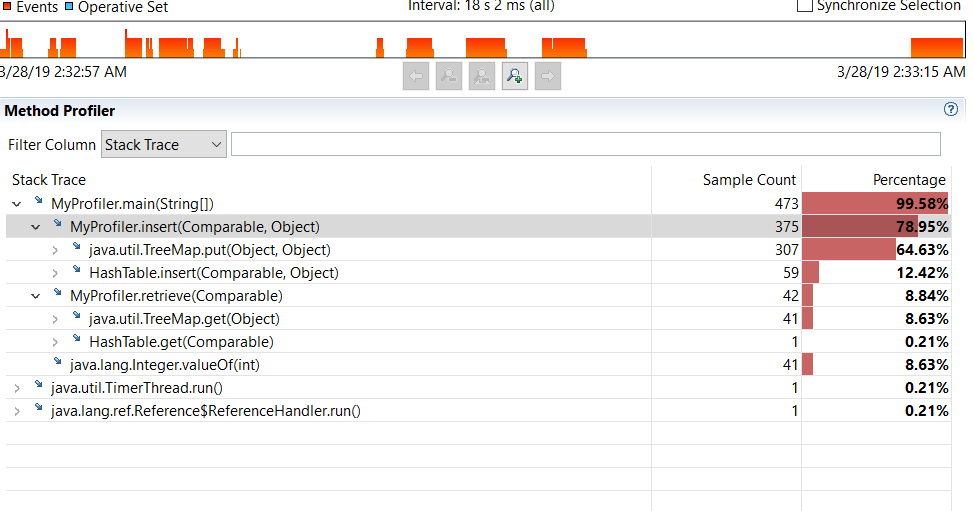 Events Operative Set Interval: 18 s 2 ms (all) Synchronize Selection
3/28/19 2:32:57 AM 3/28/19 2:33:15 AM
Method Profiler
Filter Column Stack Trace
Stack Trace Sample Count Percentage
MyProfiler.main(String[]) 473 99.58%
MyProfiler.insert(Comparable, Object) 375 78.95%
java.util.TreeMap.put(Object, Object) 307 64.63%
HashTable.insert(Comparable, Object) 59 12.42%
MyProfiler.retrieve(Comparable) 42 8.84%
java.util.TreeMap.get(Object) 41 8.63%
HashTable.get(Comparable) 1 0.21%
java.lang.Integer.valueOf(int) 41 8.63%
java.util.TimerThread.run() 1 0.21%
java.lang.ref.Reference$ReferenceHandler.run() 1 0.21%